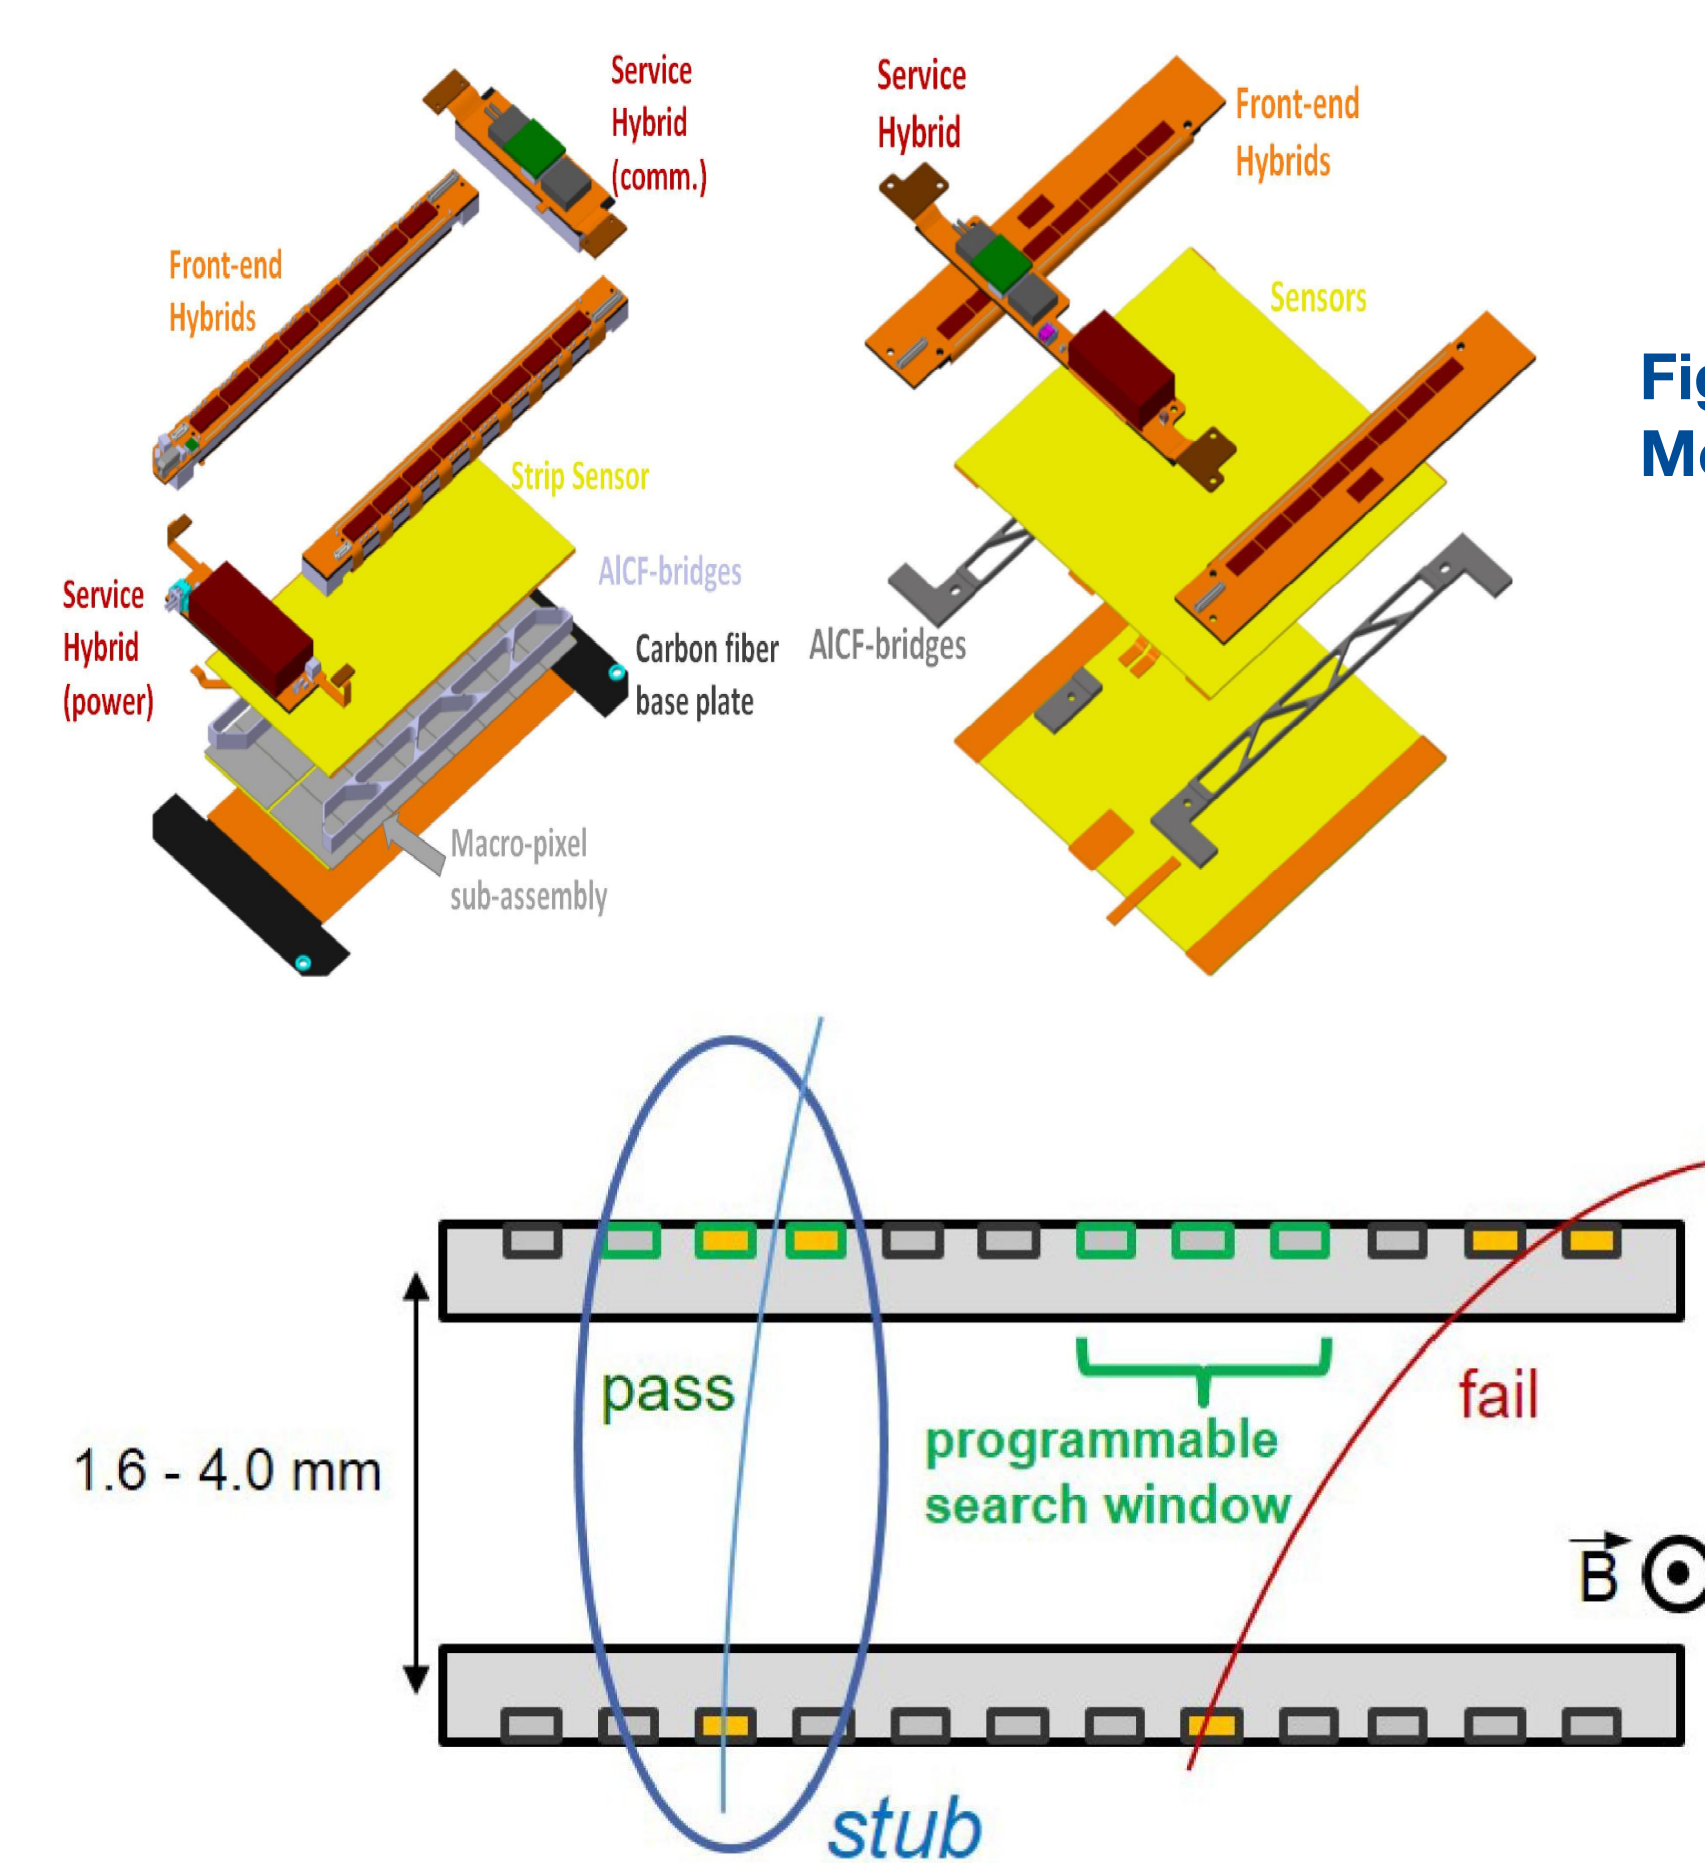 Service
Hybrid
(comm.)
Front-end
Hybrids
Strip Sensor
AlCF-bridges
Service
Hybrid
(power)
Carbon fiber
base plate
Macro-pixel
sub-assembly
Service
Hybrid
Front-end
Hybrids
Sensors
AlCF-bridges
pass
fail
programmable
search window
1.6 - 4.0 mm
B
stub